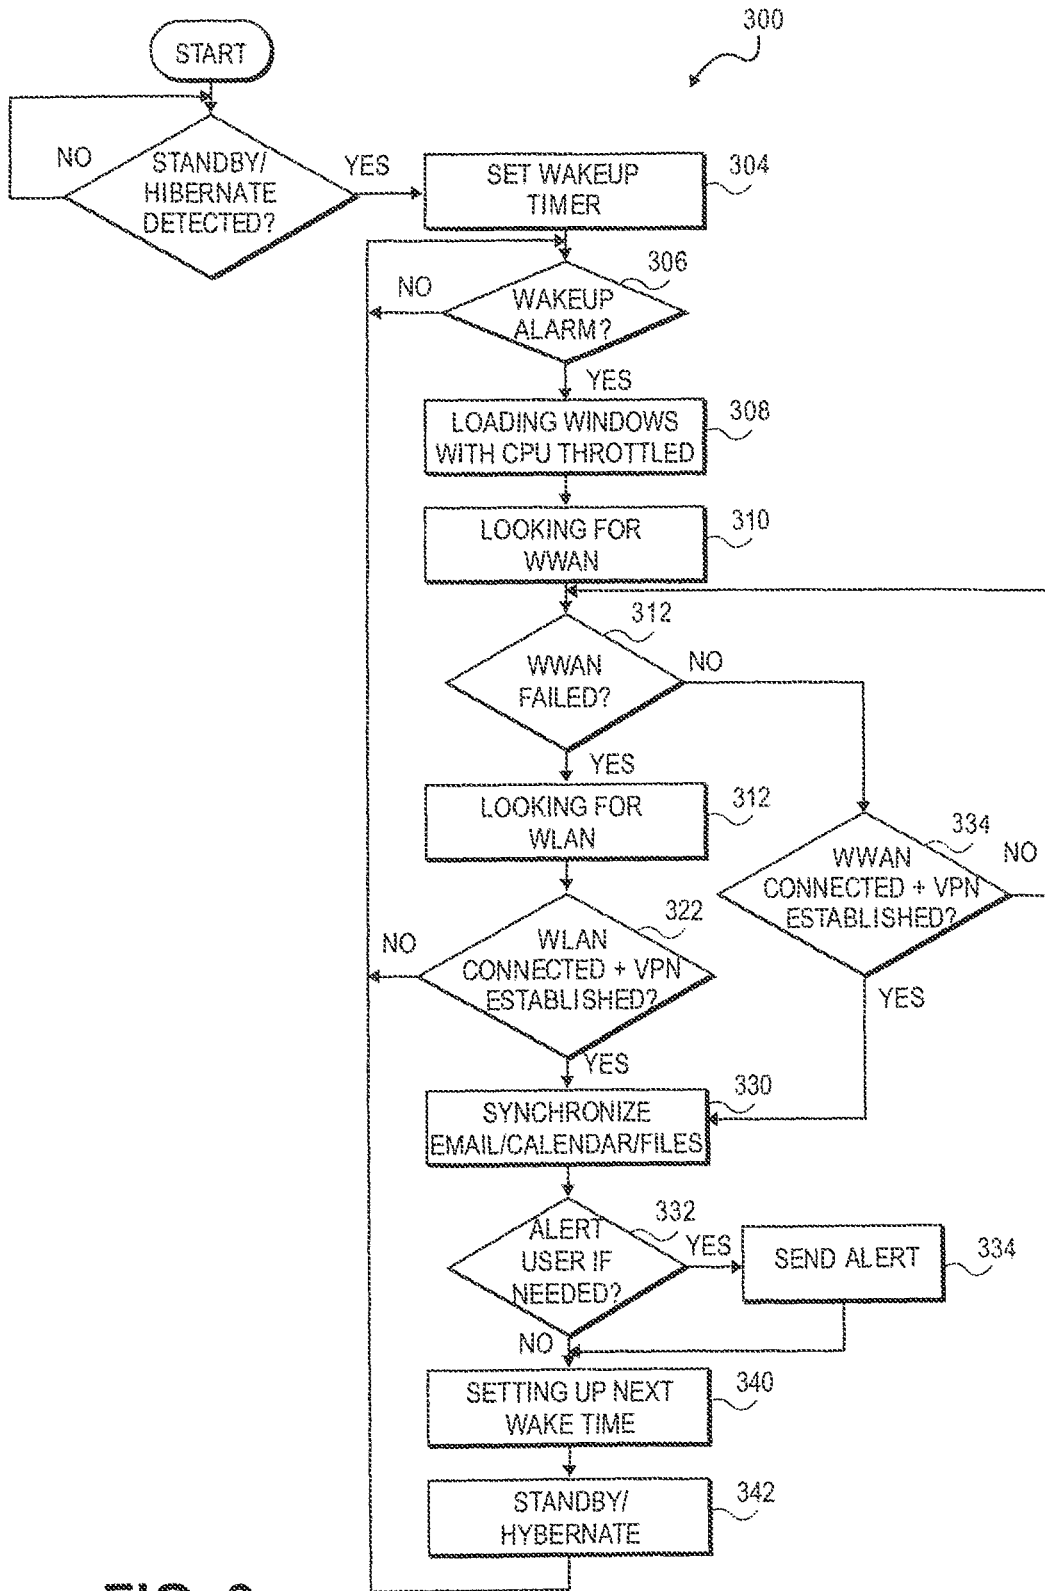 300
START
STANDBY/
HIBERNATE
DETECTED?
NO
YES
SET WAKEUP
TIMER
304
306
WAKEUP
ALARM?
NO
YES
LOADING WINDOWS
WITH CPU THROTTLED
308
LOOKING FOR
WWAN
310
312
WWAN
FAILED?
NO
YES
LOOKING FOR
WLAN
312
334
WWAN
CONNECTED + VPN
ESTABLISHED?
NO
YES
322
WLAN
CONNECTED + VPN
ESTABLISHED?
NO
YES
SYNCHRONIZE
EMAIL/CALENDAR/FILES
330
332
ALERT
USER IF
NEEDED?
YES
SEND ALERT
334
NO
SETTING UP NEXT
WAKE TIME
340
STANDBY/
HYBERNATE
342